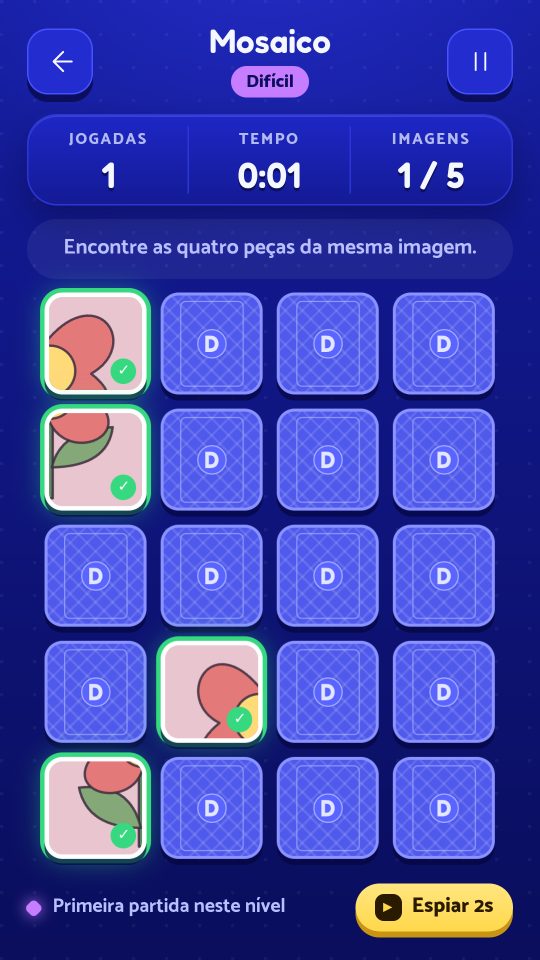 Mosaico
Difícil
JOGADAS TEMPO IMAGENS
1 0:01 1 / 5
Encontre as quatro peças da mesma imagem.
D D D
D D D
D D D D
D D D
D D D
Primeira partida neste nível
Espiar 2s